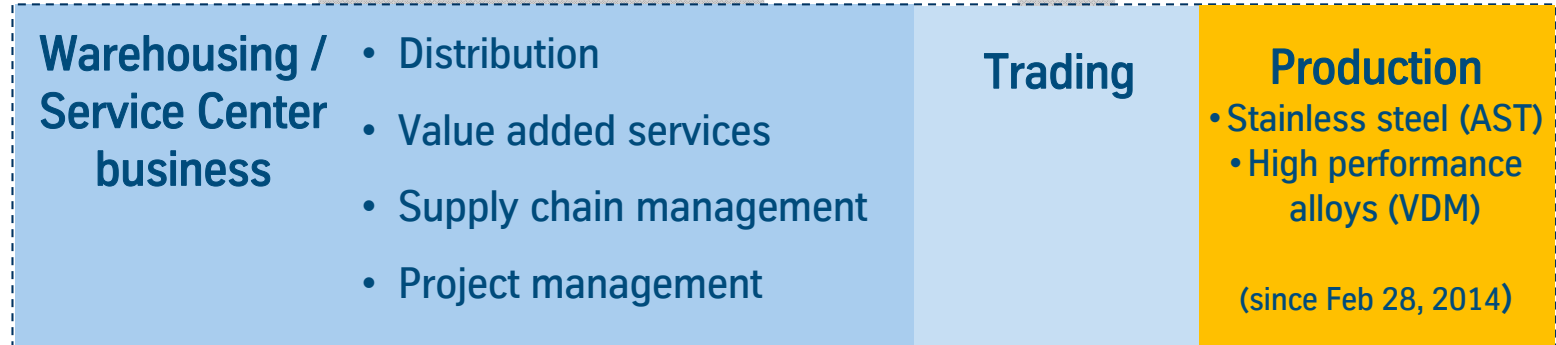 Warehousing /
Service Center
business
• Distribution
• Value added services
• Supply chain management
• Project management
Trading
Production
• Stainless steel (AST)
• High performance
alloys (VDM)
(since Feb 28, 2014)